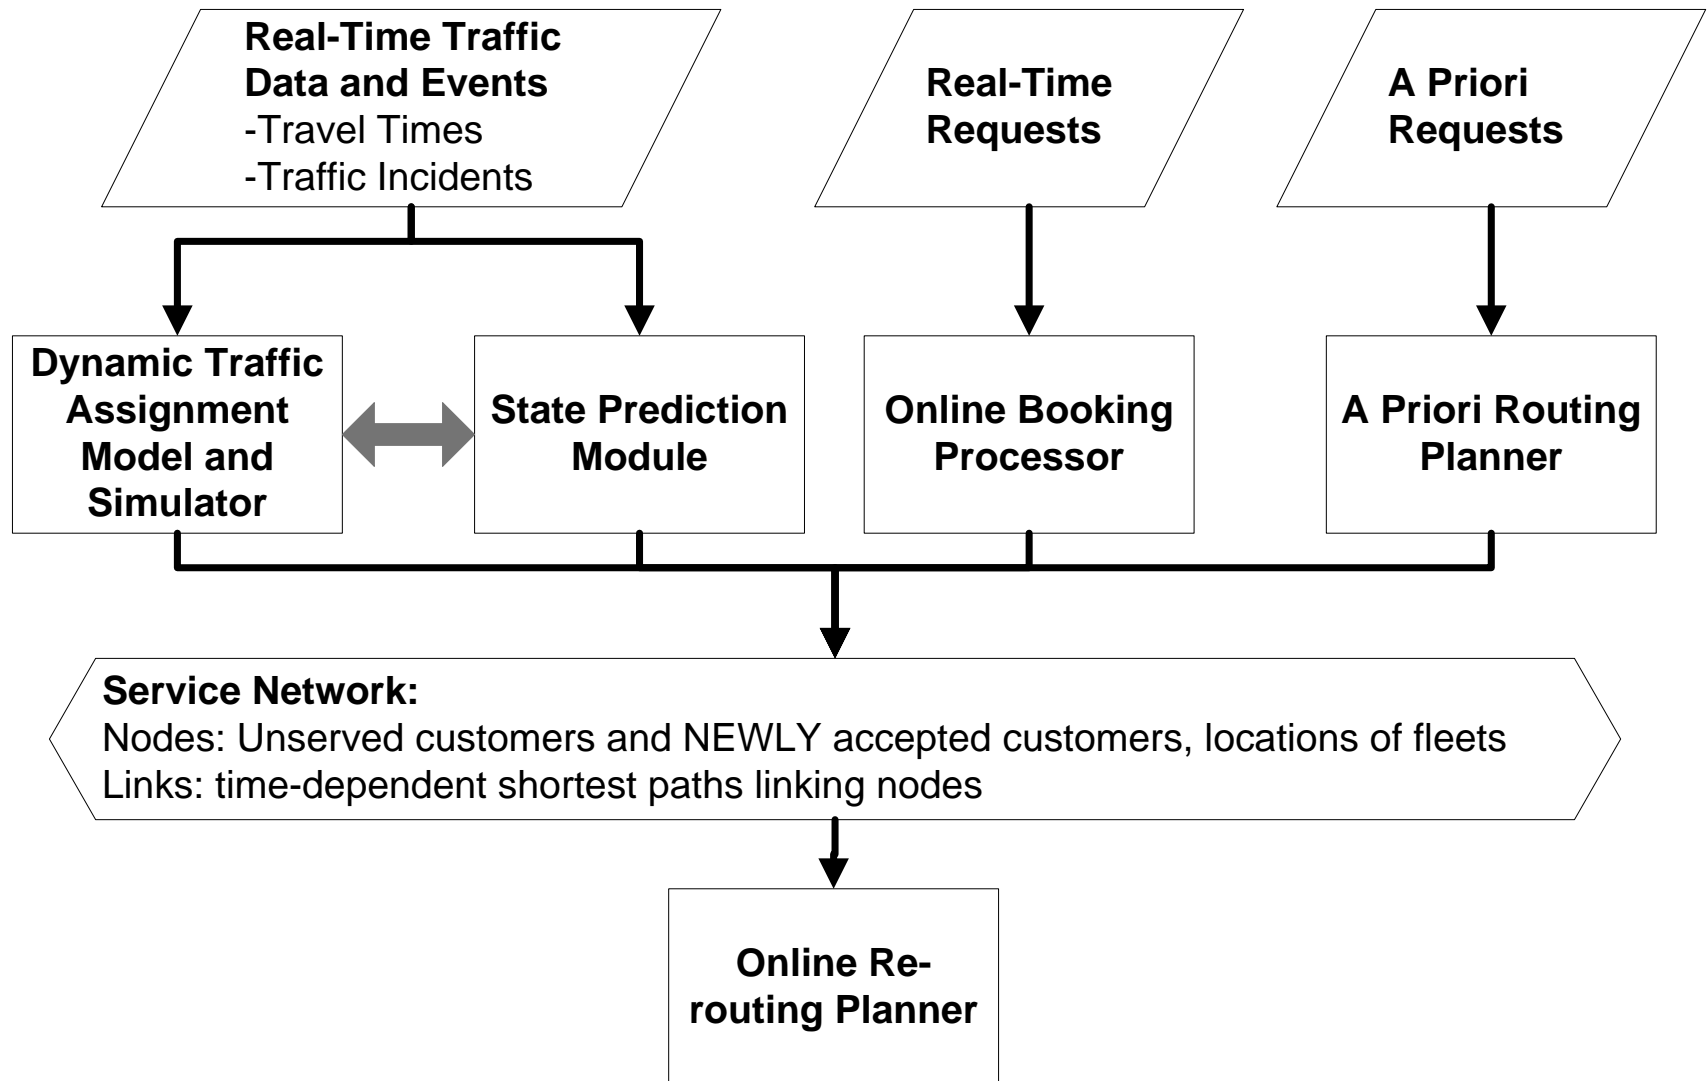 Real-Time Traffic
Data and Events
-Travel Times
-Traffic Incidents
Real-Time
Requests
A Priori
Requests
Dynamic Traffic
Assignment
Model and
Simulator
State Prediction
Module
Online Booking
Processor
A Priori Routing
Planner
Service Network:
Nodes: Unserved customers and NEWLY accepted customers, locations of fleets
Links: time-dependent shortest paths linking nodes
Online Re-
routing Planner